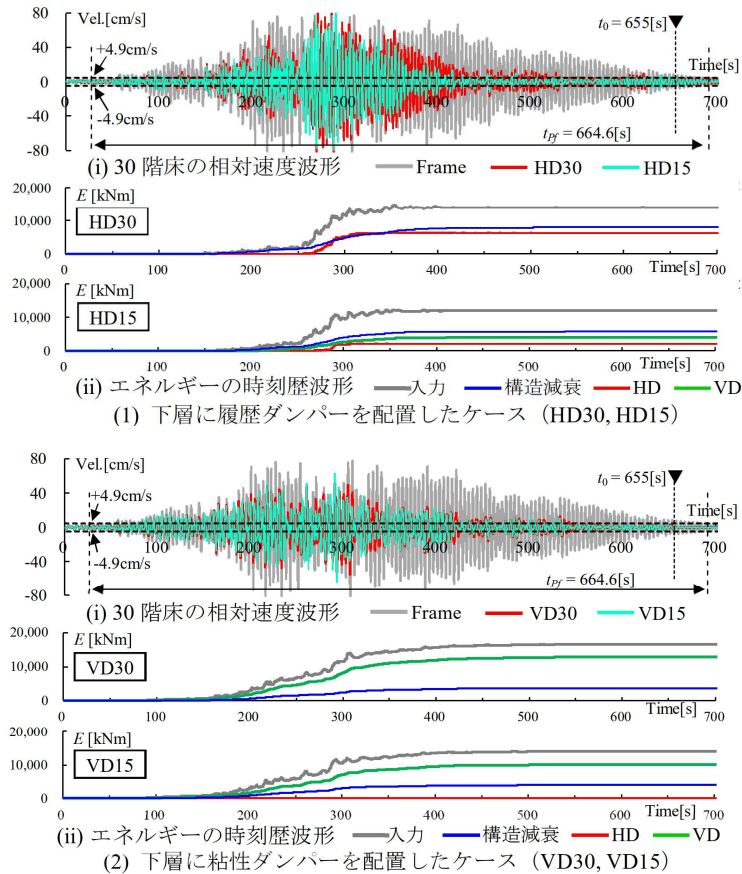 80 Vel.[cm/s]
t0 = 655[s]
40 +4.9cm/s
Time[s]
0
0 100 200 300 400 500 600 700
-40 -4.9cm/s
tPf = 664.6[s]
-80
(i) 30 階床の相対速度波形 Frame HD30 HD15
20,000 E [kNm]
HD30
10,000
0
0 100 200 300 400 500 600 Time[s] 700
20,000 E [kNm]
HD15
10,000
0
0 100 200 300 400 500 600 Time[s] 700
(ii) エネルギーの時刻歴波形 入力 構造減衰 HD VD
(1) 下層に履歴ダンパーを配置したケース（HD30, HD15）
80 Vel.[cm/s]
t0 = 655[s]
40 +4.9cm/s
Time[s]
0
0 100 200 300 400 500 600 700
-40 -4.9cm/s
tPf = 664.6[s]
-80
(i) 30 階床の相対速度波形 Frame VD30 VD15
20,000 E [kNm]
VD30
10,000
0
0 100 200 300 400 500 600 Time[s] 700
20,000 E [kNm]
VD15
10,000
0
0 100 200 300 400 500 600 Time[s] 700
(ii) エネルギーの時刻歴波形 入力 構造減衰 HD VD
(2) 下層に粘性ダンパーを配置したケース（VD30, VD15）